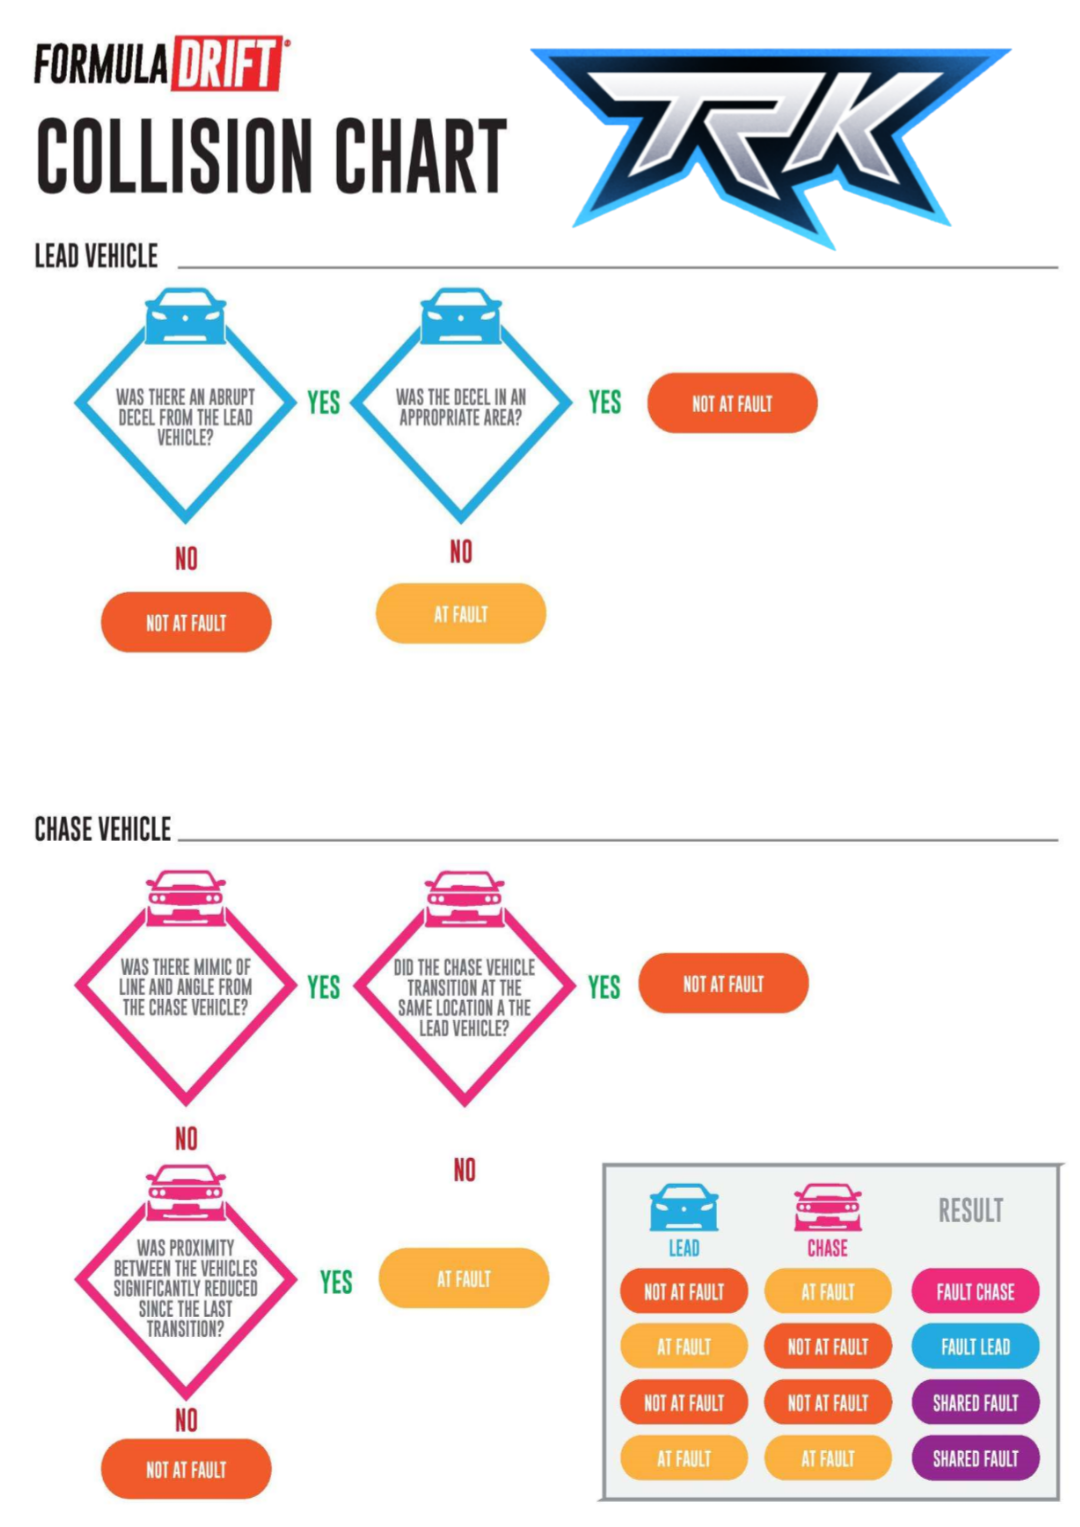 FORMULA DRIFT®
TRK
COLLISION CHART
LEAD VEHICLE
WAS THERE AN ABRUPT
DECEL FROM THE LEAD
VEHICLE?
YES
WAS THE DECEL IN AN
APPROPRIATE AREA?
YES
NOT AT FAULT
NO
NO
NOT AT FAULT
AT FAULT
CHASE VEHICLE
WAS THERE MIMIC OF
LINE AND ANGLE FROM
THE CHASE VEHICLE?
YES
DID THE CHASE VEHICLE
TRANSITION AT THE
SAME LOCATION A THE
LEAD VEHICLE?
YES
NOT AT FAULT
NO
NO
WAS PROXIMITY
BETWEEN THE VEHICLES
SIGNIFICANTLY REDUCED
SINCE THE LAST
TRANSITION?
YES
AT FAULT
NO
NOT AT FAULT
LEAD CHASE RESULT
NOT AT FAULT AT FAULT FAULT CHASE
AT FAULT NOT AT FAULT FAULT LEAD
NOT AT FAULT NOT AT FAULT SHARED FAULT
AT FAULT AT FAULT SHARED FAULT